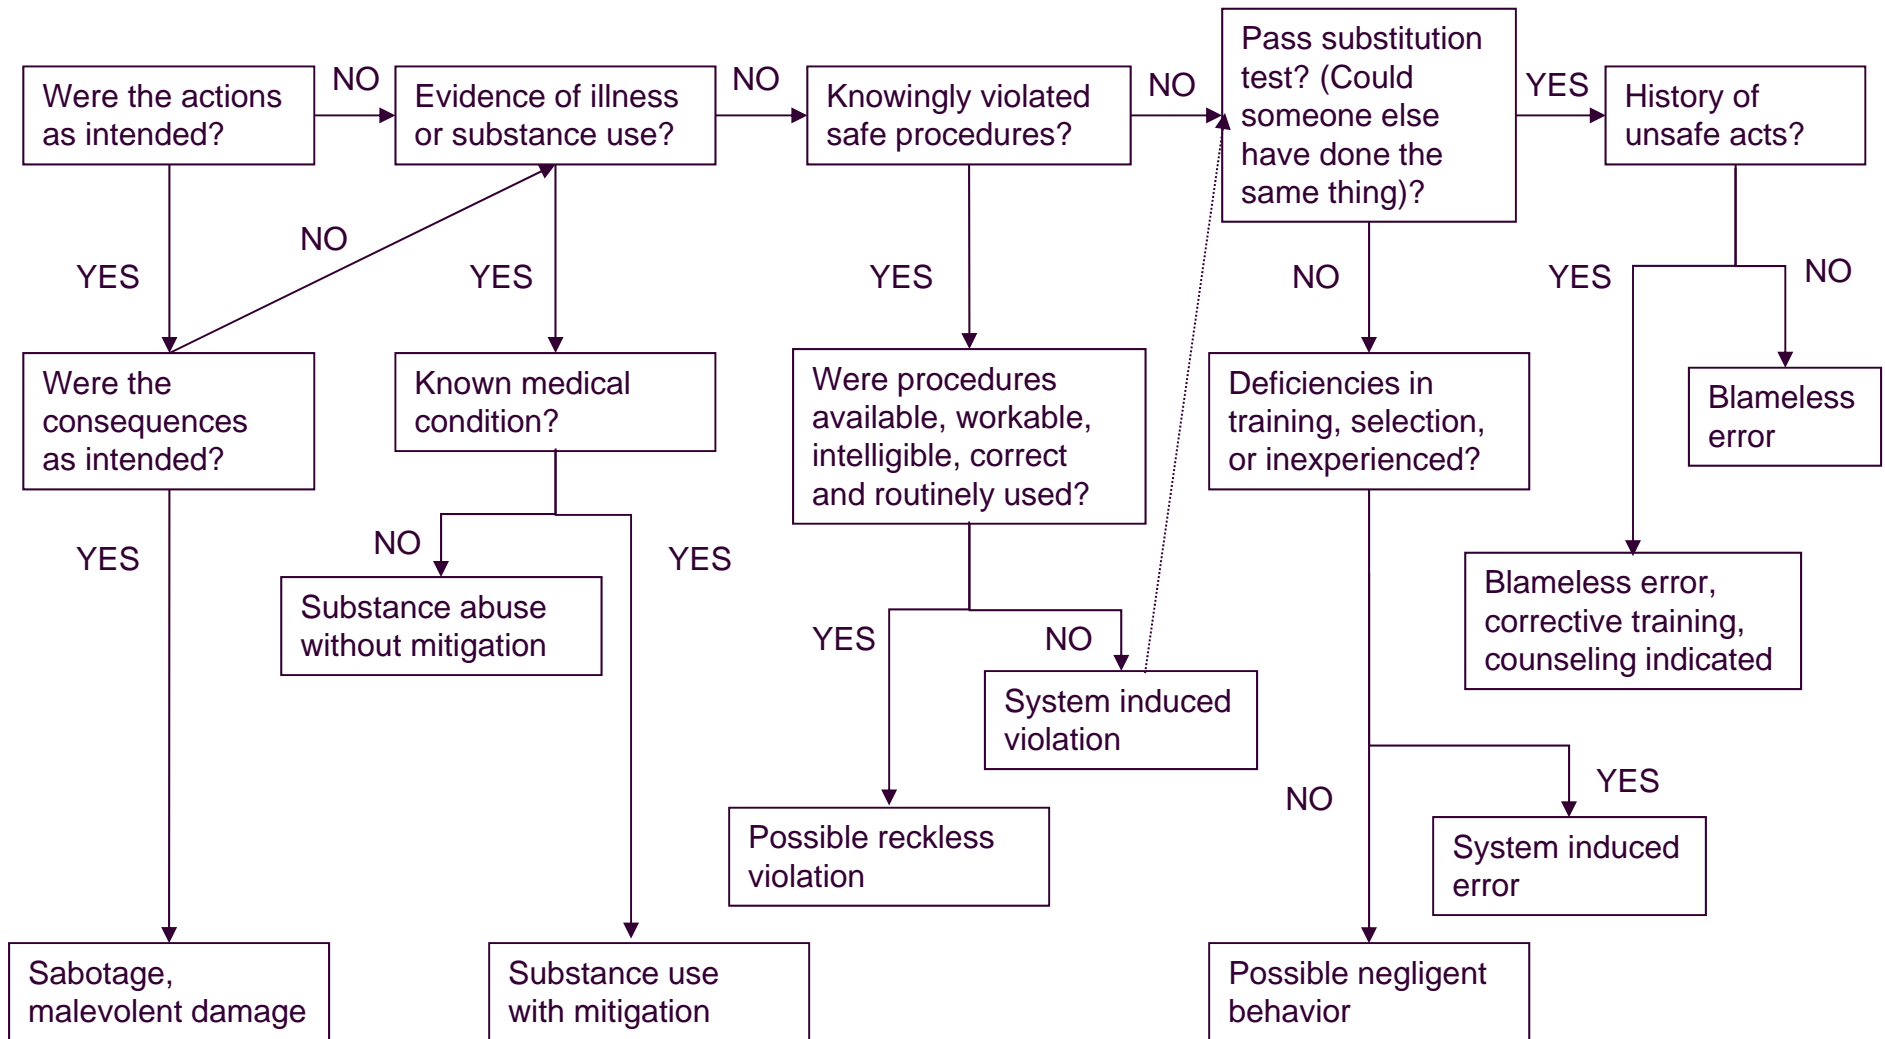 Were the actions
as intended?
NO
Evidence of illness
or substance use?
NO
Knowingly violated
safe procedures?
NO
Pass substitution
test? (Could
someone else
have done the
same thing)?
YES
History of
unsafe acts?
YES
NO
YES
YES
NO
YES
NO
Were the
consequences
as intended?
Known medical
condition?
Were procedures
available, workable,
intelligible, correct
and routinely used?
Deficiencies in
training, selection,
or inexperienced?
Blameless
error
YES
NO
YES
Substance abuse
without mitigation
YES
NO
System induced
violation
Blameless error,
corrective training,
counseling indicated
NO
YES
Possible reckless
violation
System induced
error
Sabotage,
malevolent damage
Substance use
with mitigation
Possible negligent
behavior